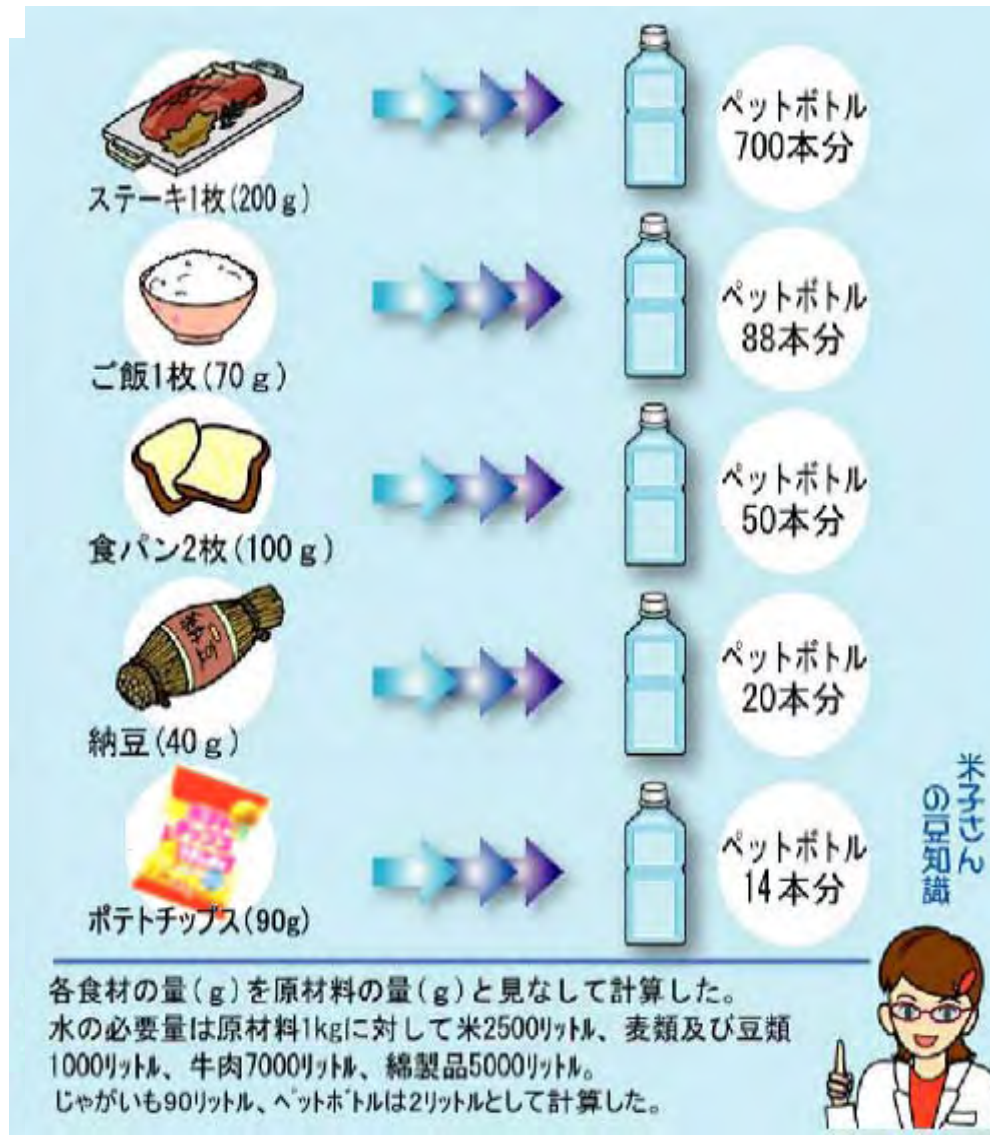 ステーキ1枚(200ｇ)
ペットボトル
700本分
ご飯1枚(70ｇ)
ペットボトル
88本分
食パン2枚(100ｇ)
ペットボトル
50本分
納豆
納豆(40ｇ)
ペットボトル
20本分
ポテトチップス(90g)
ペットボトル
14本分
米子さん
の豆知識
各食材の量(ｇ)を原材料の量(ｇ)と見なして計算した。
水の必要量は原材料1kgに対して米2500ﾘｯﾄﾙ、麦類及び豆類
1000ﾘｯﾄﾙ、牛肉7000ﾘｯﾄﾙ、綿製品5000ﾘｯﾄﾙ。
じゃがいも90リットル、ﾍﾟｯﾄﾎﾞﾄﾙは2リットルとして計算した。